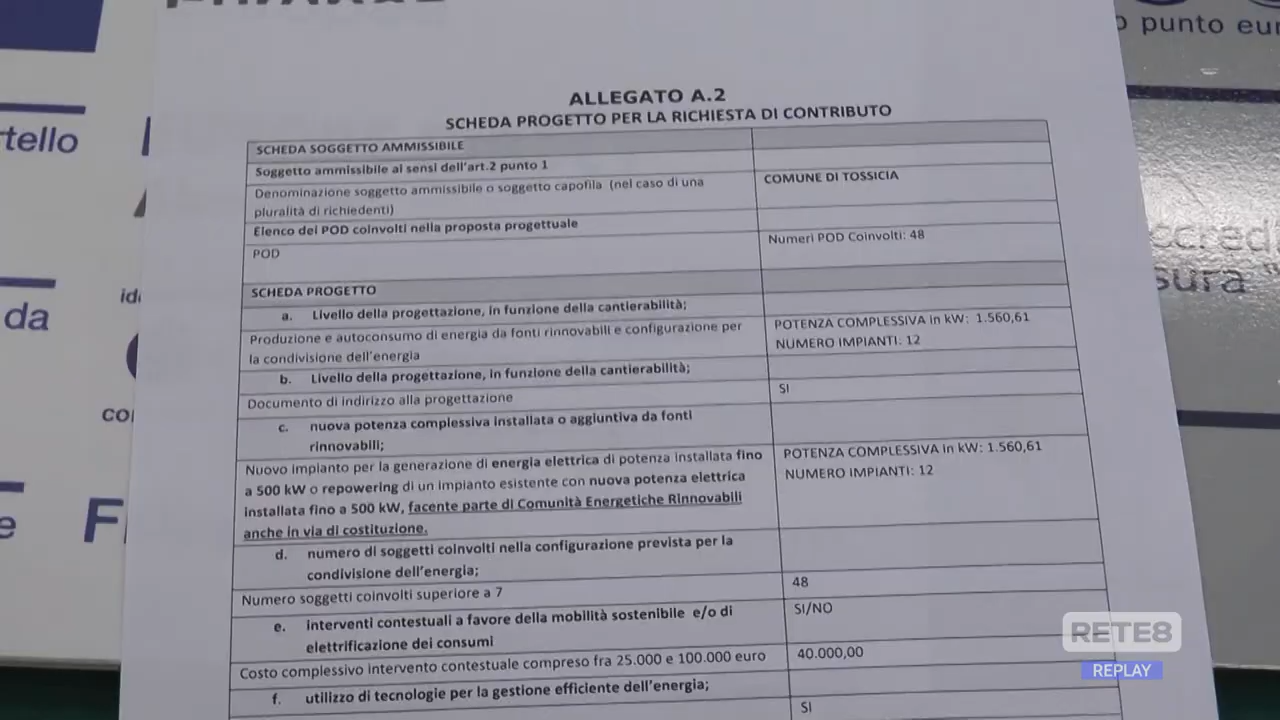 o punto eur
rtello
da
idi
col
e
F
ALLEGATO A.2
SCHEDA PROGETTO PER LA RICHIESTA DI CONTRIBUTO
SCHEDA SOGGETTO AMMISSIBILE
Soggetto ammissibile ai sensi dell'art.2 punto 1
Denominazione soggetto ammissibile o soggetto capofila (nel caso di una
pluralità di richiedenti)
COMUNE DI TOSSICIA
Elenco dei POD coinvolti nella proposta progettuale
POD
Numeri POD Coinvolti: 48
SCHEDA PROGETTO
a. Livello della progettazione, in funzione della cantierabilità;
Produzione e autoconsumo di energia da fonti rinnovabili e configurazione per
la condivisione dell'energia
POTENZA COMPLESSIVA in kW: 1.560,61
NUMERO IMPIANTI: 12
b. Livello della progettazione, in funzione della cantierabilità;
Documento di indirizzo alla progettazione
SI
c. nuova potenza complessiva installata o aggiuntiva da fonti
rinnovabili;
Nuovo impianto per la generazione di energia elettrica di potenza installata fino
a 500 kW o repowering di un impianto esistente con nuova potenza elettrica
installata fino a 500 kW, facente parte di Comunità Energetiche Rinnovabili
anche in via di costituzione.
POTENZA COMPLESSIVA in kW: 1.560,61
NUMERO IMPIANTI: 12
d. numero di soggetti coinvolti nella configurazione prevista per la
condivisione dell'energia;
Numero soggetti coinvolti superiore a 7
48
e. interventi contestuali a favore della mobilità sostenibile e/o di
elettrificazione dei consumi
SI/NO
Costo complessivo intervento contestuale compreso fra 25.000 e 100.000 euro
40.000,00
f. utilizzo di tecnologie per la gestione efficiente dell'energia;
SI
ccred
sura "
RETE8
REPLAY